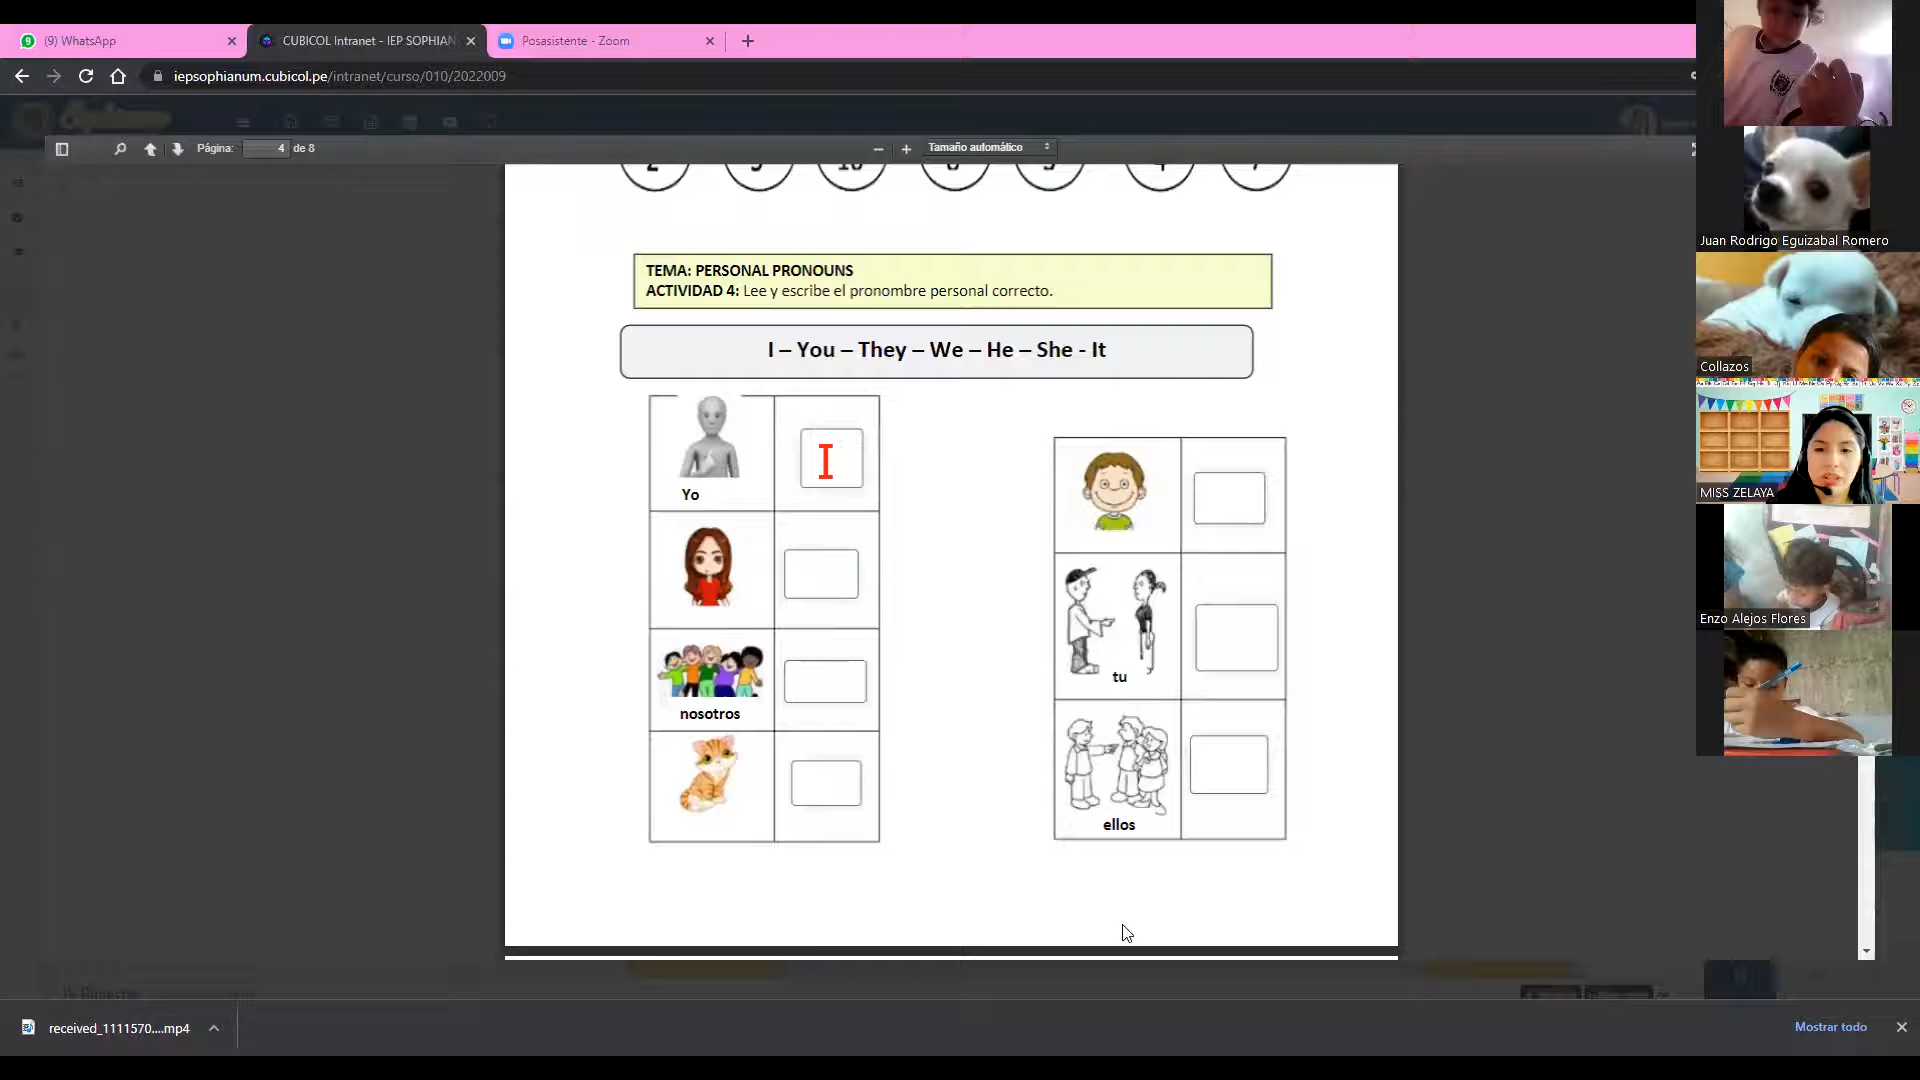 (9) WhatsApp
CUBICOL Intranet - IEP SOPHIAN
Posasistente - Zoom
iepsophianum.cubicol.pe/intranet/curso/010/2022009
Página: 4 de 8
Tamaño automático
TEMA: PERSONAL PRONOUNS
ACTIVIDAD 4: Lee y escribe el pronombre personal correcto.
I – You – They – We – He – She - It
I
Yo
nosotros
tu
ellos
Juan Rodrigo Eguizabal Romero
Collazos
MISS ZELAYA
Enzo Alejos Flores
received_1111570....mp4
Mostrar todo